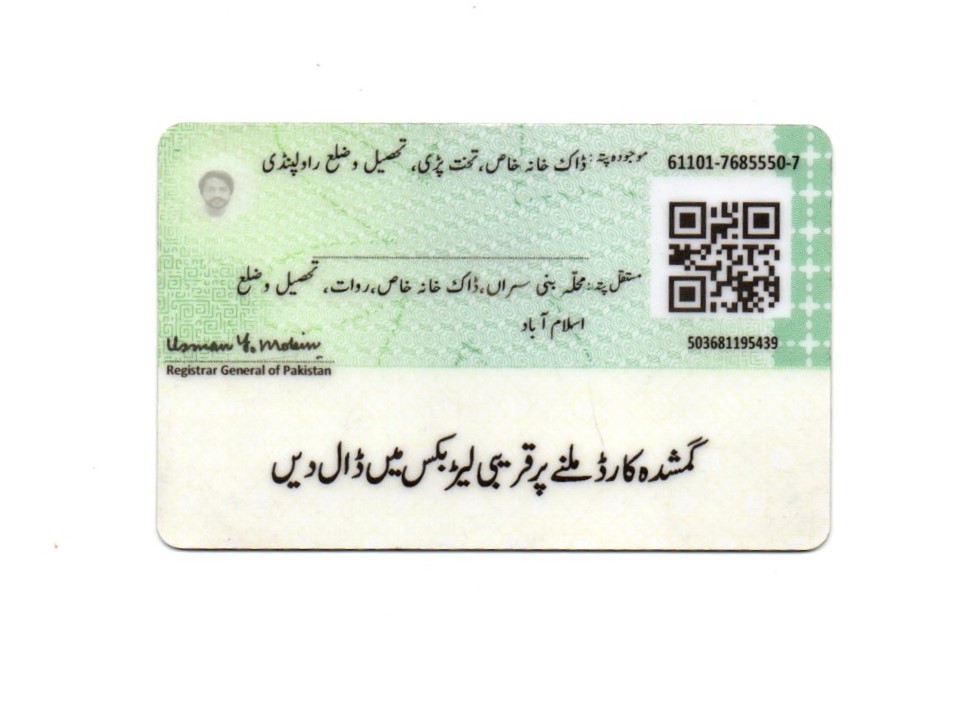 61101-7685550-7
موجودہ پتہ: ڈاک خانہ خاص، تخت پڑی، تحصیل و ضلع راولپنڈی
مستقل پتہ: محلہ بنی سراں، ڈاک خانہ خاص، روات، تحصیل و ضلع
اسلام آباد
503681195439
Usman Y. Mobin
Registrar General of Pakistan
گمشدہ کارڈ ملنے پر قریبی لیٹر بکس میں ڈال دیں